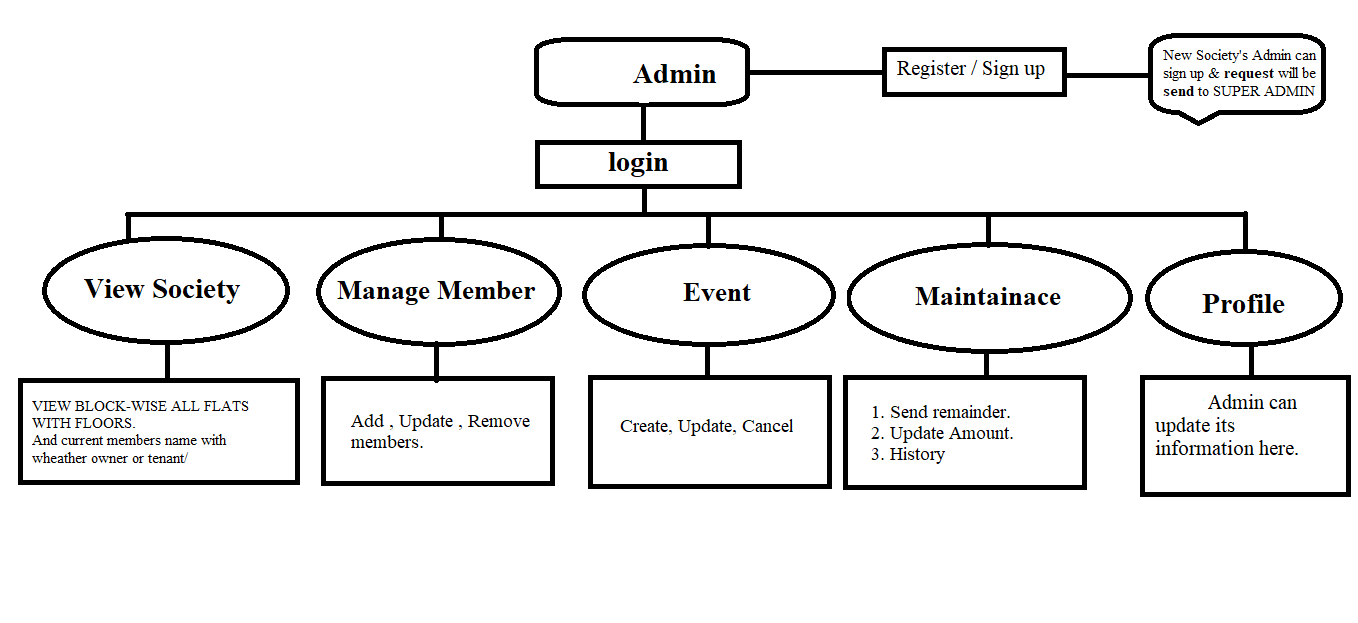 Admin
Register / Sign up
New Society's Admin can
sign up & request will be
send to SUPER ADMIN
login
View Society
Manage Member
Event
Maintainace
Profile
VIEW BLOCK-WISE ALL FLATS
WITH FLOORS.
And current members name with
wheather owner or tenant/
Add , Update , Remove
members.
Create, Update, Cancel
1. Send remainder.
2. Update Amount.
3. History
Admin can
update its
information here.